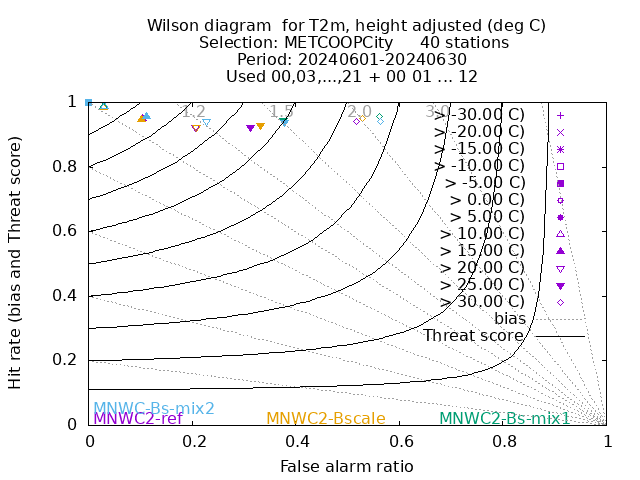 Wilson diagram  for T2m, height adjusted (deg C)
Selection: METCOOPCity     40 stations
Period: 20240601-20240630
Used 00,03,...,21 + 00 01 ... 12
Hit rate (bias and Threat score)
1
0.8
0.6
0.4
0.2
0
1.2
1.5
2.0
3.0
> -30.00 C)
> -20.00 C)
> -15.00 C)
> -10.00 C)
> -5.00 C)
> 0.00 C)
> 5.00 C)
> 10.00 C)
> 15.00 C)
> 20.00 C)
> 25.00 C)
> 30.00 C)
bias
Threat score
MNWC-Bs-mix2
MNWC2-ref
MNWC2-Bscale
MNWC2-Bs-mix1
0
0.2
0.4
0.6
0.8
1
False alarm ratio